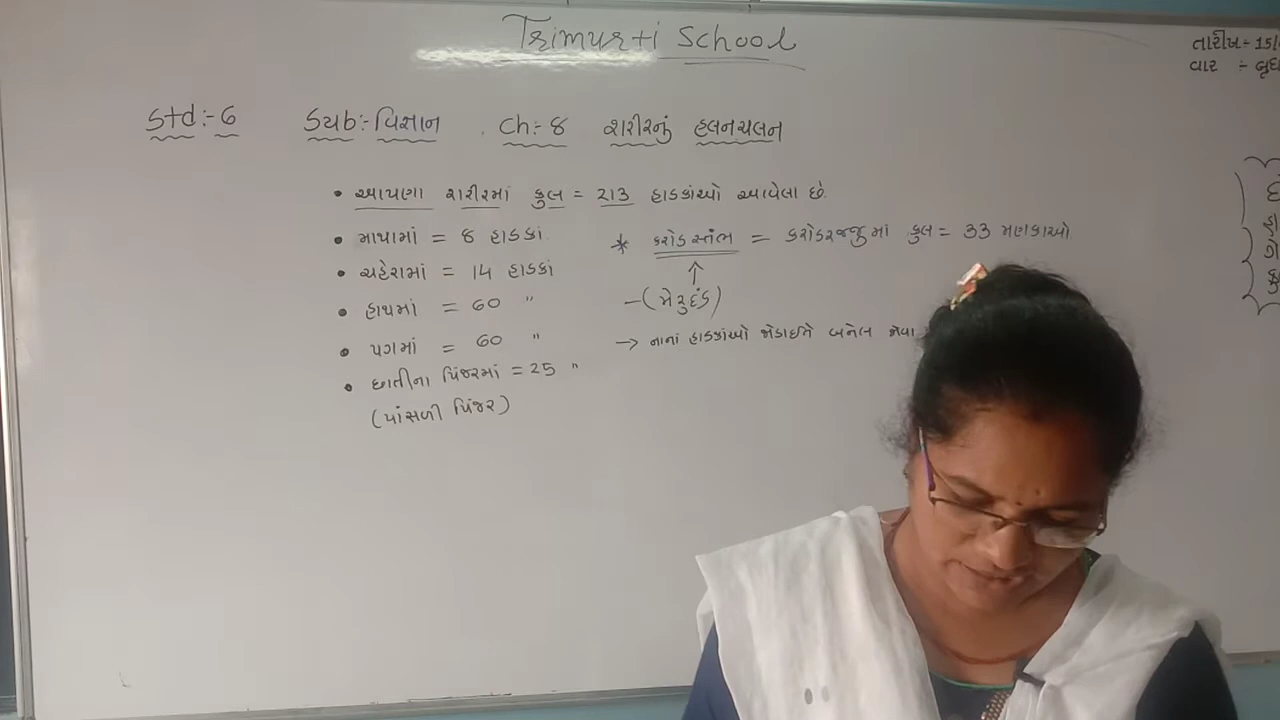 Trimurti School
તારીખ:- 15/
વાર :-
Std:- 6 Sub:- વિજ્ઞાન . Ch:- 8 શરીરનું હલનચલન
• આપણા શરીરમાં કુલ = 213 હાડકાંઓ આવેલા છે.
• માથામાં = 8 હાડકાં
* કરોડસ્તંભ = કરોડરજ્જુમાં કુલ = 33 મણકાઓ
• ચહેરામાં = 14 હાડકાં
• હાથમાં = 60 "
↑
– (મેરુદંડ)
• પગમાં = 60 "
→ નાનાં હાડકાંઓ જોડાઈને બનેલ જેવા
• છાતીના પિંજરમાં = 25 "
(પાંસળી પિંજર)